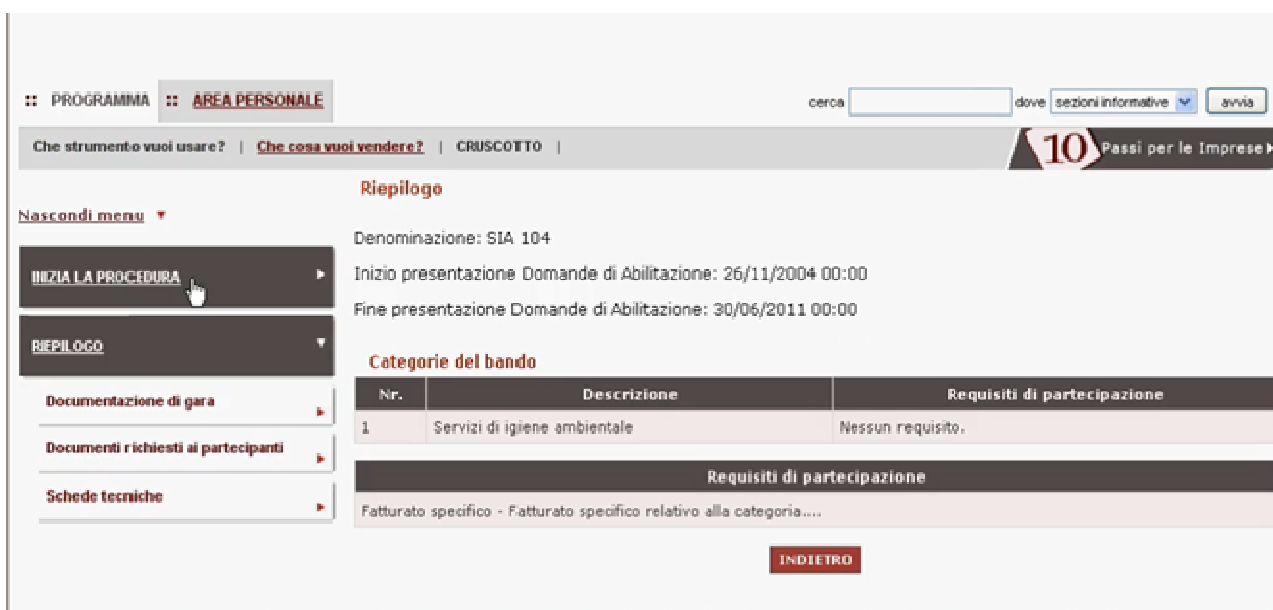 :: PROGRAMMA :: AREA PERSONALE
cerca dove sezioni informative avvia
Che strumento vuoi usare? | Che cosa vuoi vendere? | CRUSCOTTO |
10 Passi per le Imprese
Riepilogo
Nascondi menu
Denominazione: SIA 104
INIZIA LA PROCEDURA
Inizio presentazione Domande di Abilitazione: 26/11/2004 00:00
Fine presentazione Domande di Abilitazione: 30/06/2011 00:00
RIEPILOGO
Categorie del bando
Documentazione di gara
Documenti richiesti ai partecipanti
Schede tecniche
Nr. Descrizione Requisiti di partecipazione
1 Servizi di igiene ambientale Nessun requisito.
Requisiti di partecipazione
Fatturato specifico - Fatturato specifico relativo alla categoria....
INDIETRO